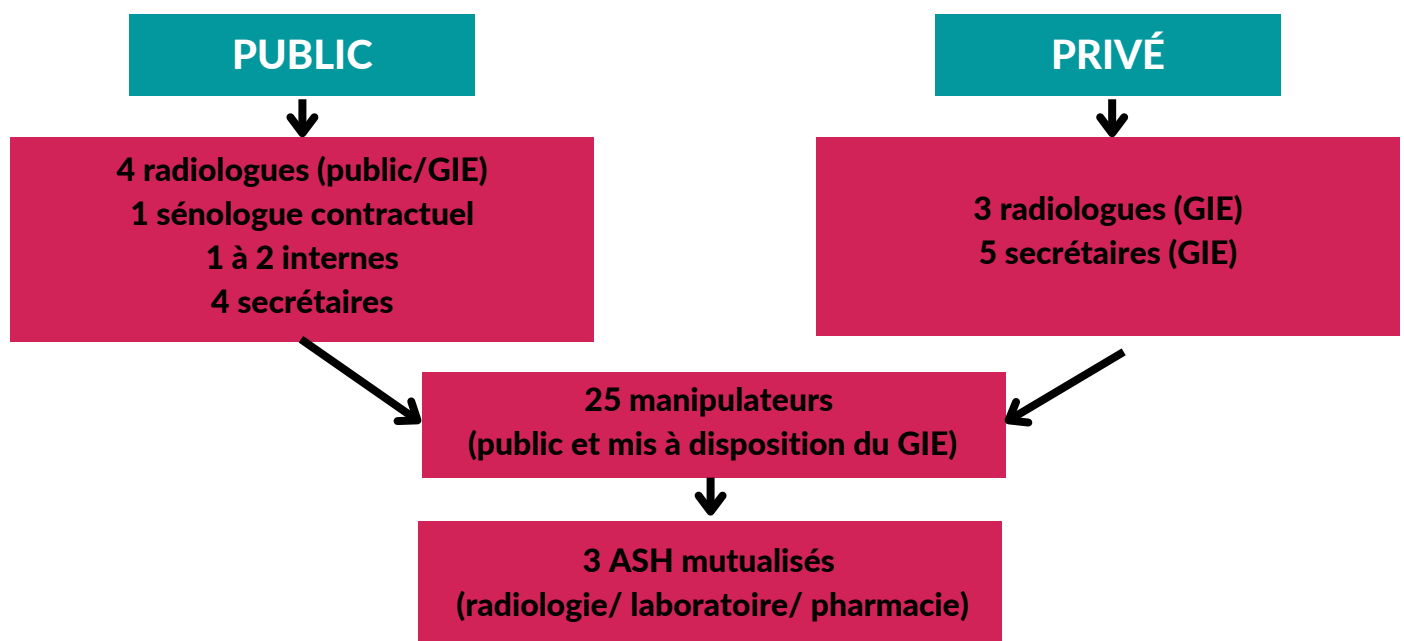 PUBLIC
PRIVÉ
4 radiologues (public/GIE)
1 sénologue contractuel
1 à 2 internes
4 secrétaires
3 radiologues (GIE)
5 secrétaires (GIE)
25 manipulateurs
(public et mis à disposition du GIE)
3 ASH mutualisés
(radiologie/ laboratoire/ pharmacie)